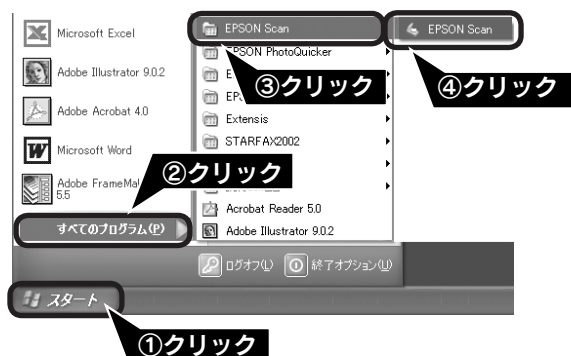 Microsoft Excel
Adobe Illustrator 9.0.2
Adobe Acrobat 4.0
Microsoft Word
Adobe FrameMa
5.5
すべてのプログラム(P)
②クリック
EPSON Scan
EPSON PhotoQuicker
E
EPS
Extensis
STARFAX2002
Acrobat Reader 5.0
Adobe Illustrator 9.0.2
③クリック
EPSON Scan
④クリック
ログオフ(L)
終了オプション(U)
スタート
①クリック